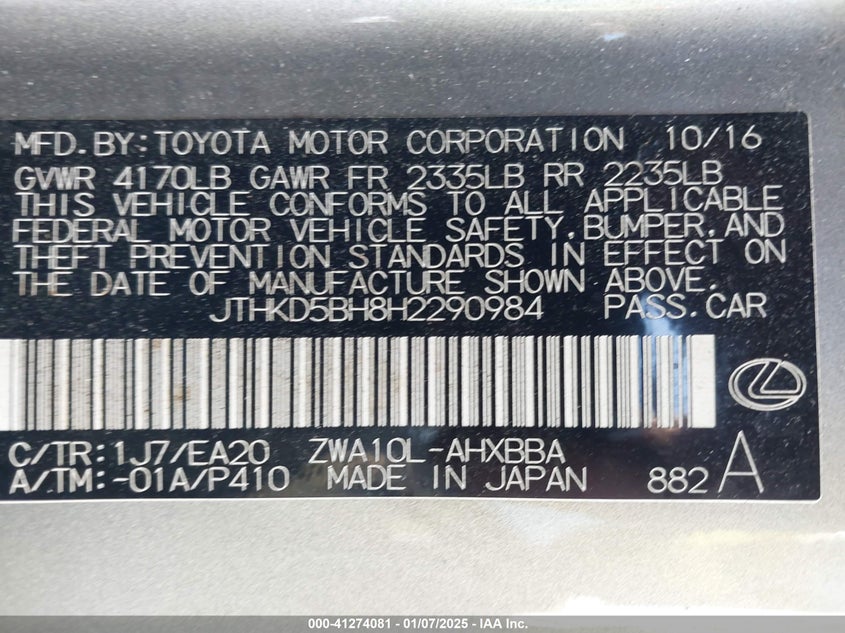 MFD.BY:TOYOTA MOTOR CORPORATION 10/16
GVWR 4170LB GAWR FR 2335LB RR 2235LB
THIS VEHICLE CONFORMS TO ALL APPLICABLE
FEDERAL MOTOR VEHICLE SAFETY,BUMPER,AND
THEFT PREVENTION STANDARDS IN EFFECT ON
THE DATE OF MANUFACTURE SHOWN ABOVE.
JTHKD5BH8H2290984 PASS.CAR
C/TR:1J7/EA20 ZWA10L-AHXBBA
A/TM:-01A/P410 MADE IN JAPAN 882 A
000-41274081 - 01/07/2025 - IAA Inc.